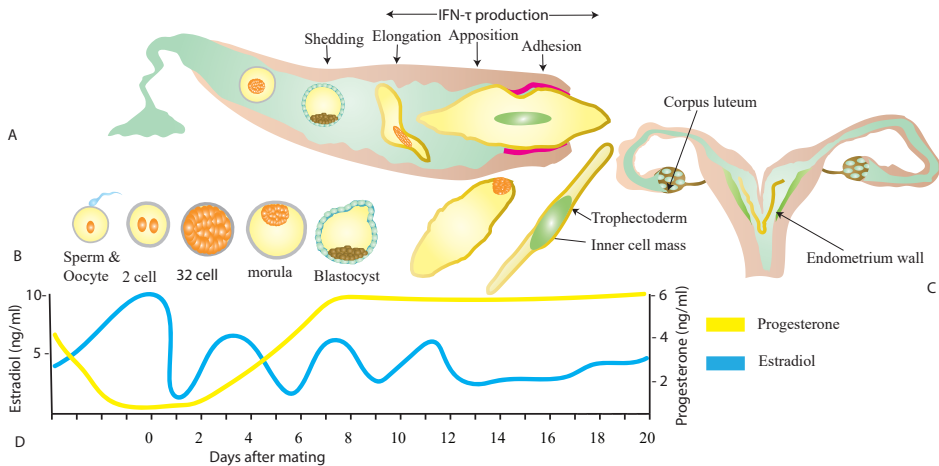 IFN-τ production
Shedding
Elongation
Apposition
Adhesion
A
Corpus luteum
Trophectoderm
Inner cell mass
Endometrium wall
B
Sperm &
Oocyte
2 cell
32 cell
morula
Blastocyst
C
Estradiol (ng/ml)
10
5
Progesterone (ng/ml)
6
4
2
Progesterone
Estradiol
D
0 2 4 6 8 10 12 14 16 18 20
Days after mating